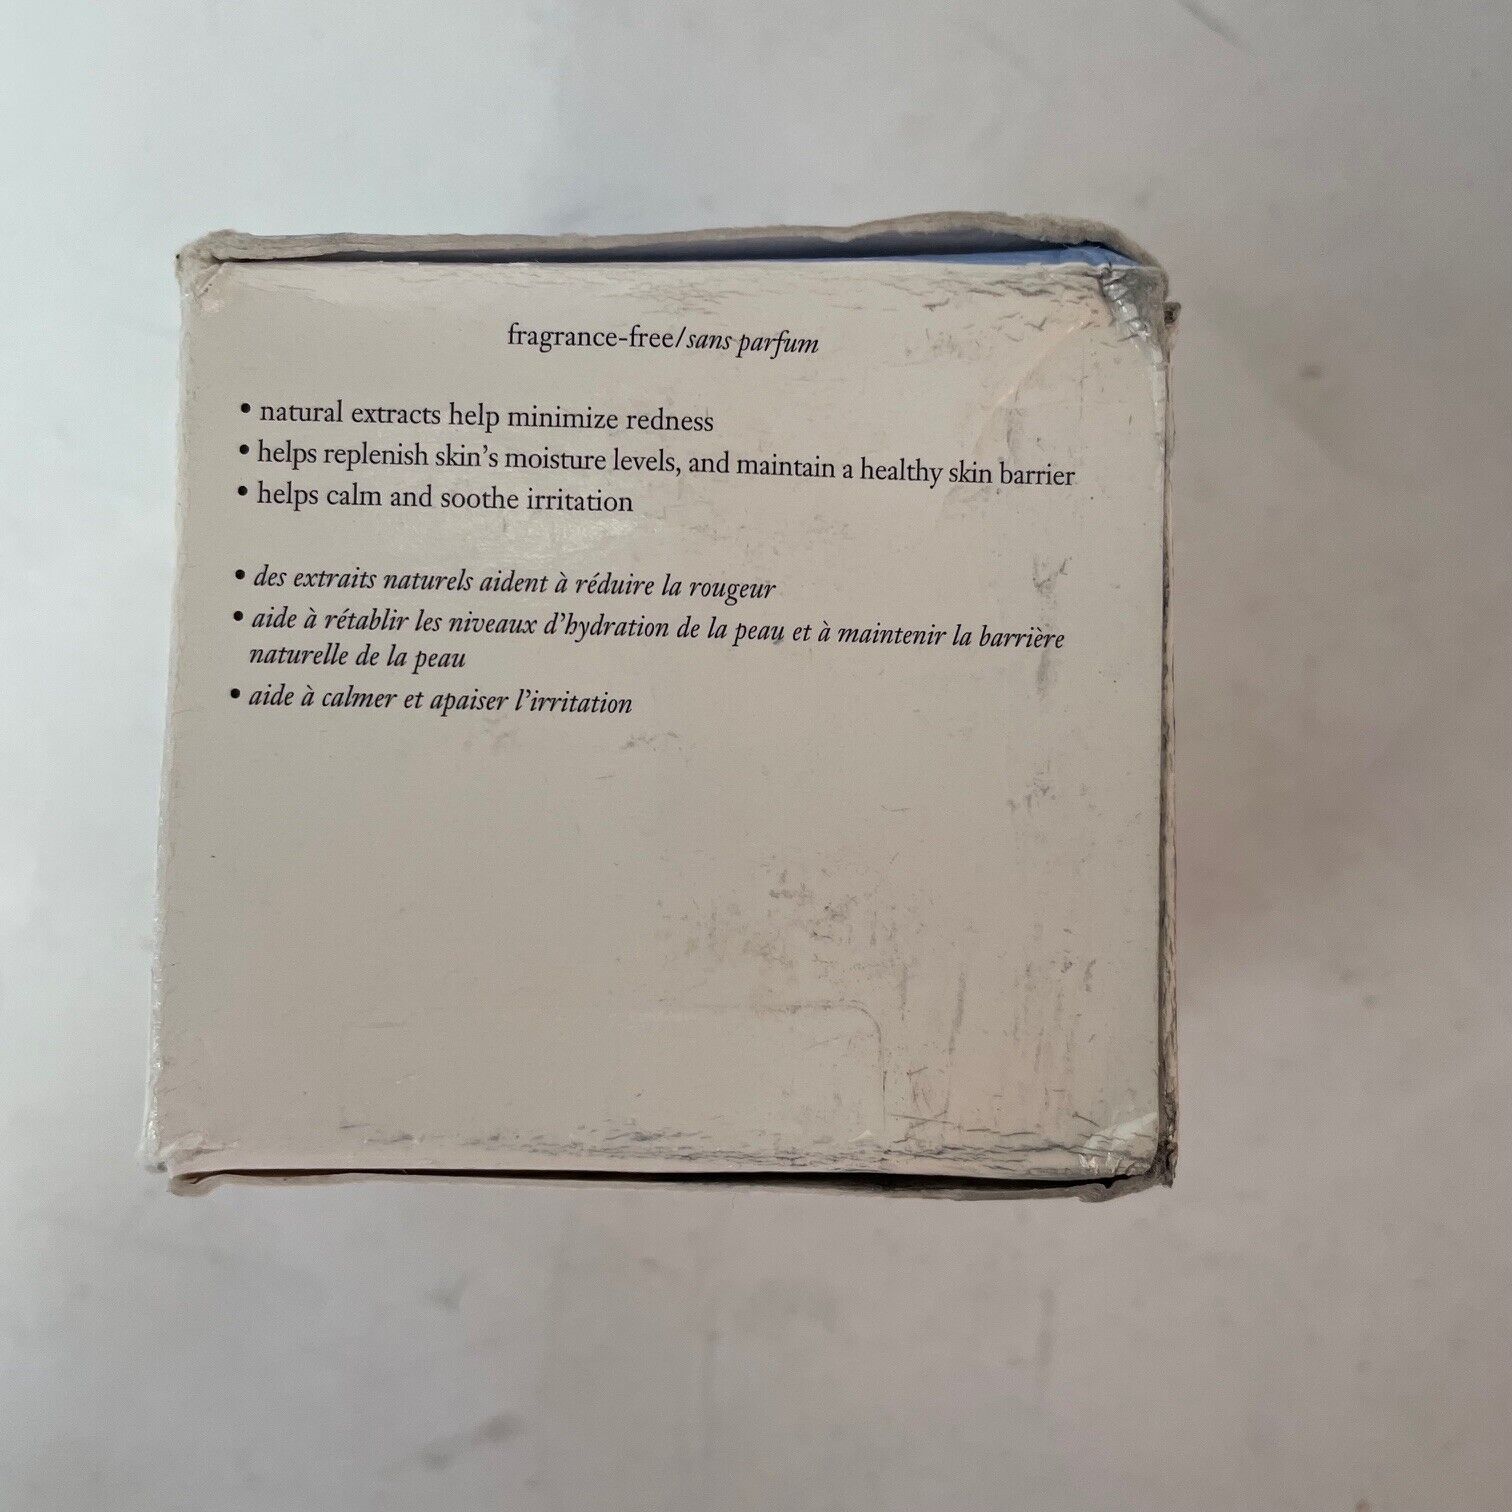 fragrance-free/sans parfum
• natural extracts help minimize redness
• helps replenish skin's moisture levels, and maintain a healthy skin barrier
• helps calm and soothe irritation
• des extraits naturels aident à réduire la rougeur
• aide à rétablir les niveaux d'hydration de la peau et à maintenir la barrière
naturelle de la peau
• aide à calmer et apaiser l'irritation